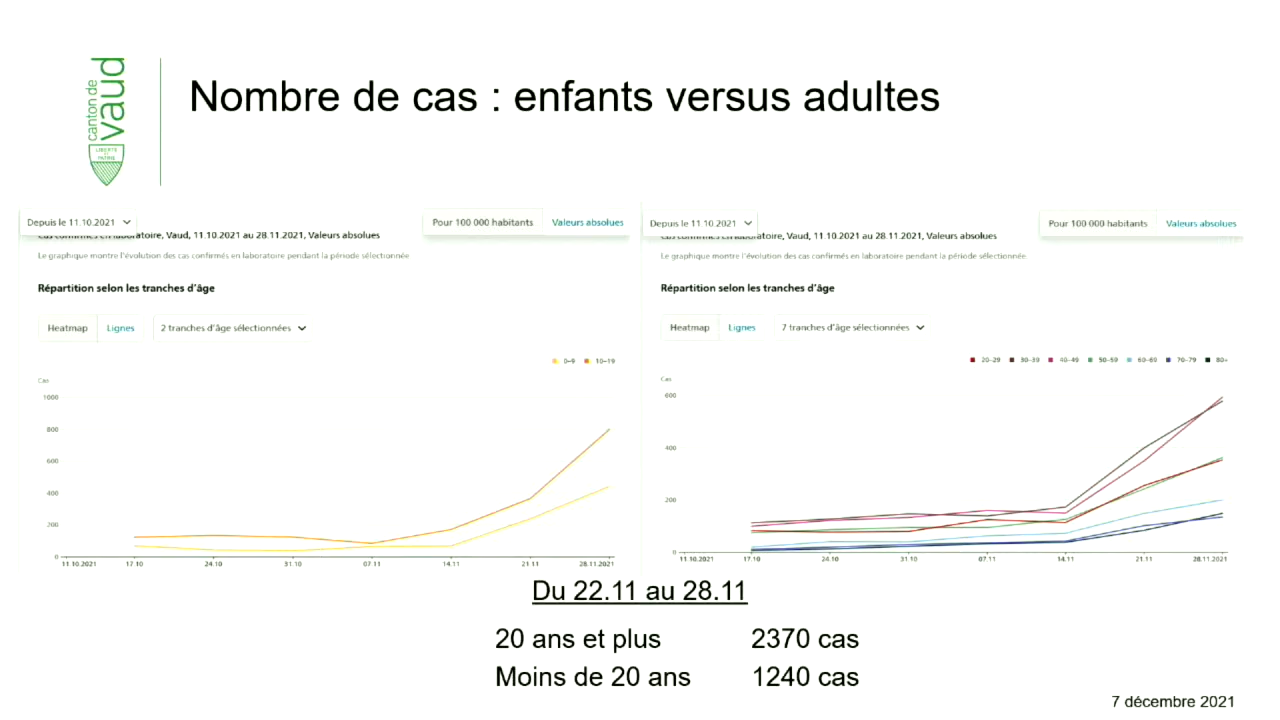 canton de
vaud
LIBERTÉ
ET
PATRIE
Nombre de cas : enfants versus adultes
Depuis le 11.10.2021
Pour 100 000 habitants
Valeurs absolues
Cas confirmés en laboratoire, Vaud, 11.10.2021 au 28.11.2021, Valeurs absolues
Le graphique montre l'évolution des cas confirmés en laboratoire pendant la période sélectionnée
Répartition selon les tranches d'âge
Heatmap
Lignes
2 tranches d'âge sélectionnées
0-9
10-19
Cas
1000
800
600
400
200
0
11.10.2021
17.10
24.10
31.10
07.11
14.11
21.11
28.11.2021
Depuis le 11.10.2021
Pour 100 000 habitants
Valeurs absolues
Cas confirmés en laboratoire, Vaud, 11.10.2021 au 28.11.2021, Valeurs absolues
Le graphique montre l'évolution des cas confirmés en laboratoire pendant la période sélectionnée
Répartition selon les tranches d'âge
Heatmap
Lignes
7 tranches d'âge sélectionnées
20-29
30-39
40-49
50-59
60-69
70-79
80+
Cas
600
400
200
0
11.10.2021
17.10
24.10
31.10
07.11
14.11
21.11
28.11.2021
Du 22.11 au 28.11
20 ans et plus 2370 cas
Moins de 20 ans 1240 cas
7 décembre 2021